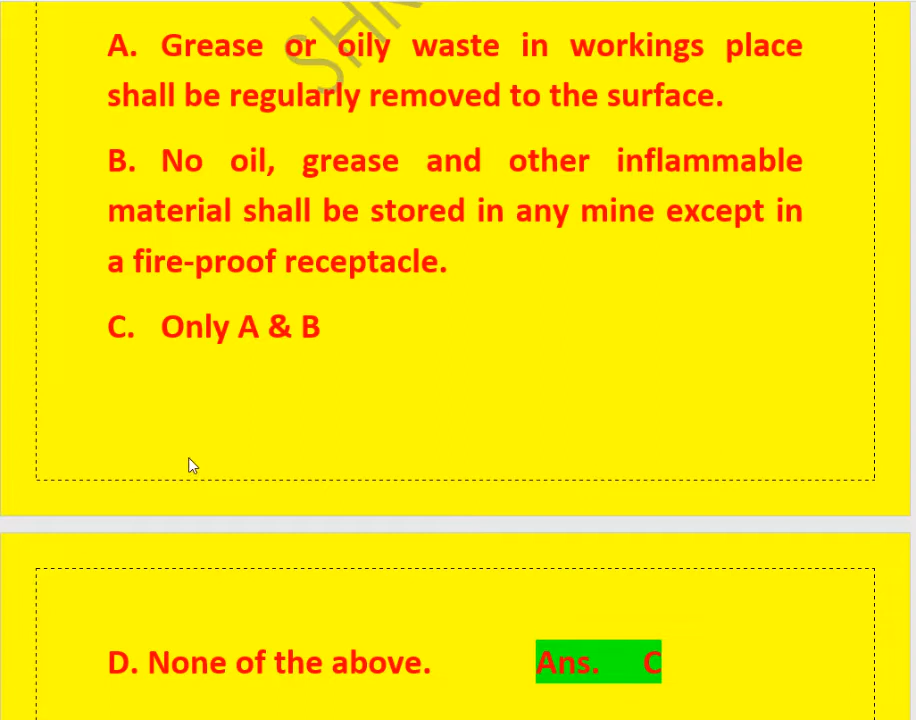 A. Grease or oily waste in workings place
shall be regularly removed to the surface.
B. No oil, grease and other inflammable
material shall be stored in any mine except in
a fire-proof receptacle.
C. Only A & B
D. None of the above. Ans. C